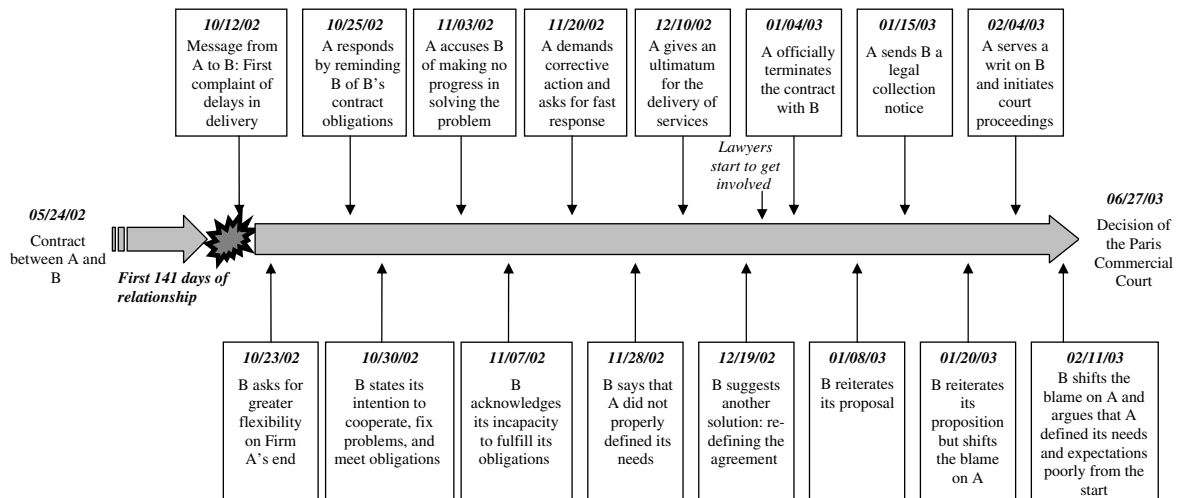 10/12/02
Message from
A to B: First
complaint of
delays in
delivery
10/25/02
A responds
by reminding
B of B's
contract
obligations
11/03/02
A accuses B
of making no
progress in
solving the
problem
11/20/02
A demands
corrective
action and
asks for fast
response
12/10/02
A gives an
ultimatum
for the
delivery of
services
01/04/03
A officially
terminates
the contract
with B
01/15/03
A sends B a
legal
collection
notice
02/04/03
A serves a
writ on B
and initiates
court
proceedings
Lawyers
start to get
involved
05/24/02
Contract
between A and
B
First 141 days of
relationship
06/27/03
Decision of
the Paris
Commercial
Court
10/23/02
B asks for
greater
flexibility
on Firm
A's end
10/30/02
B states its
intention to
cooperate, fix
problems, and
meet obligations
11/07/02
B
acknowledges
its incapacity
to fulfill its
obligations
11/28/02
B says that
A did not
properly
defined its
needs
12/19/02
B suggests
another
solution: re-
defining the
agreement
01/08/03
B reiterates
its proposal
01/20/03
B reiterates
its
proposition
but shifts
the blame
on A
02/11/03
B shifts the
blame on A and
argues that A
defined its needs
and expectations
poorly from the
start